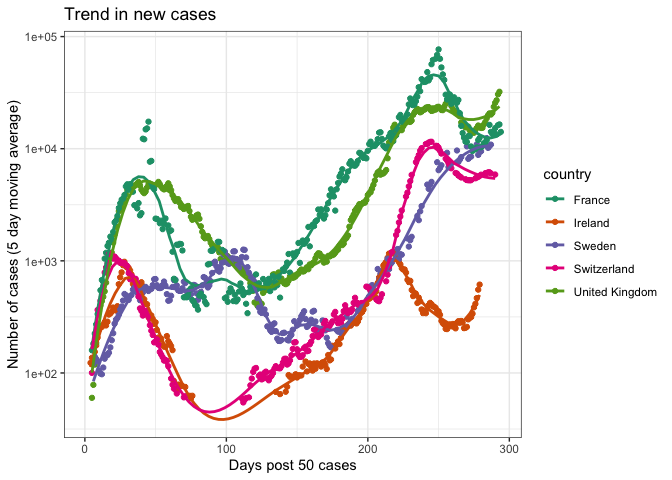 Trend in new cases
Number of cases (5 day moving average)
1e+05
1e+04
1e+03
1e+02
0
100
200
300
Days post 50 cases
country
France
Ireland
Sweden
Switzerland
United Kingdom